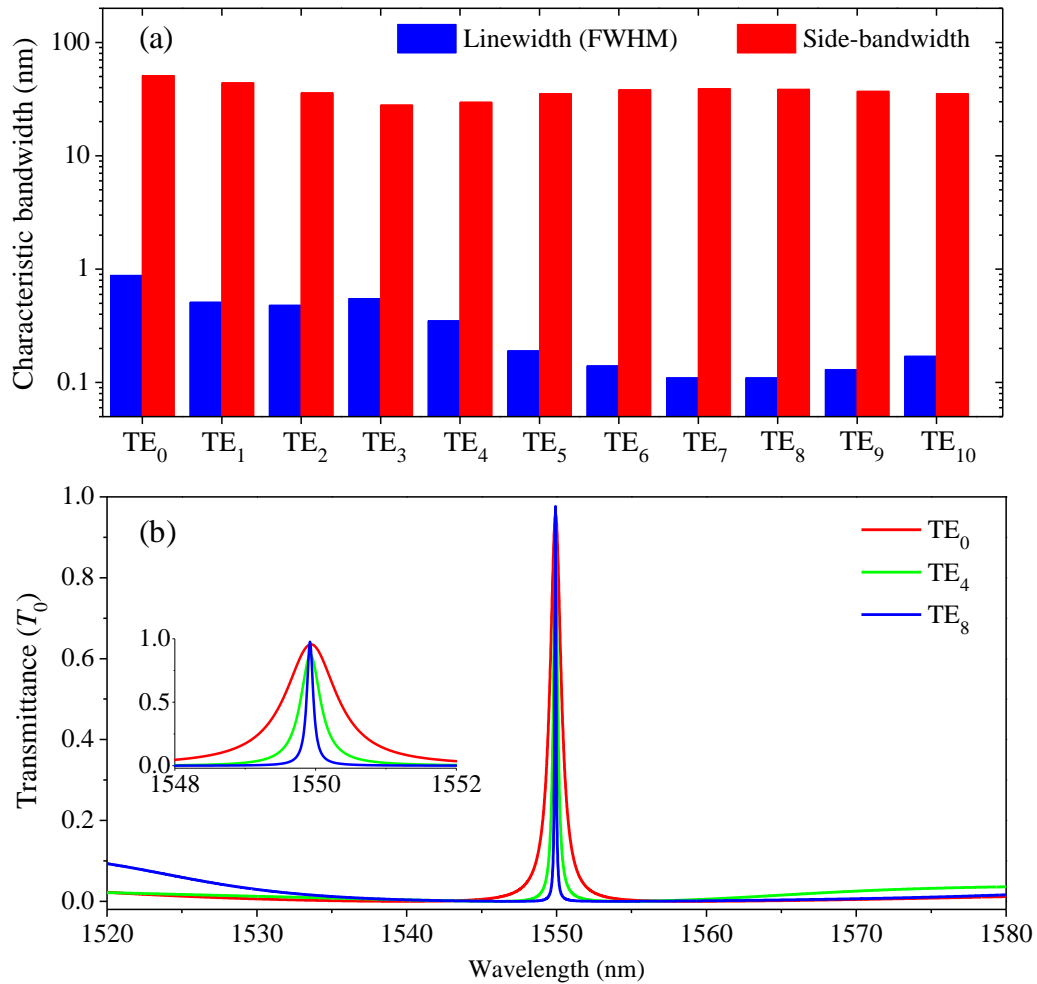 (a)
Linewidth (FWHM)
Side-bandwidth
Characteristic bandwidth (nm)
100
10
1
0.1
TE₀ TE₁ TE₂ TE₃ TE₄ TE₅ TE₆ TE₇ TE₈ TE₉ TE₁₀
(b)
TE₀
TE₄
TE₈
Transmittance (T₀)
1.0
0.8
0.6
0.4
0.2
0.0
1.0
0.5
0.0
1548 1550 1552
1520 1530 1540 1550 1560 1570 1580
Wavelength (nm)